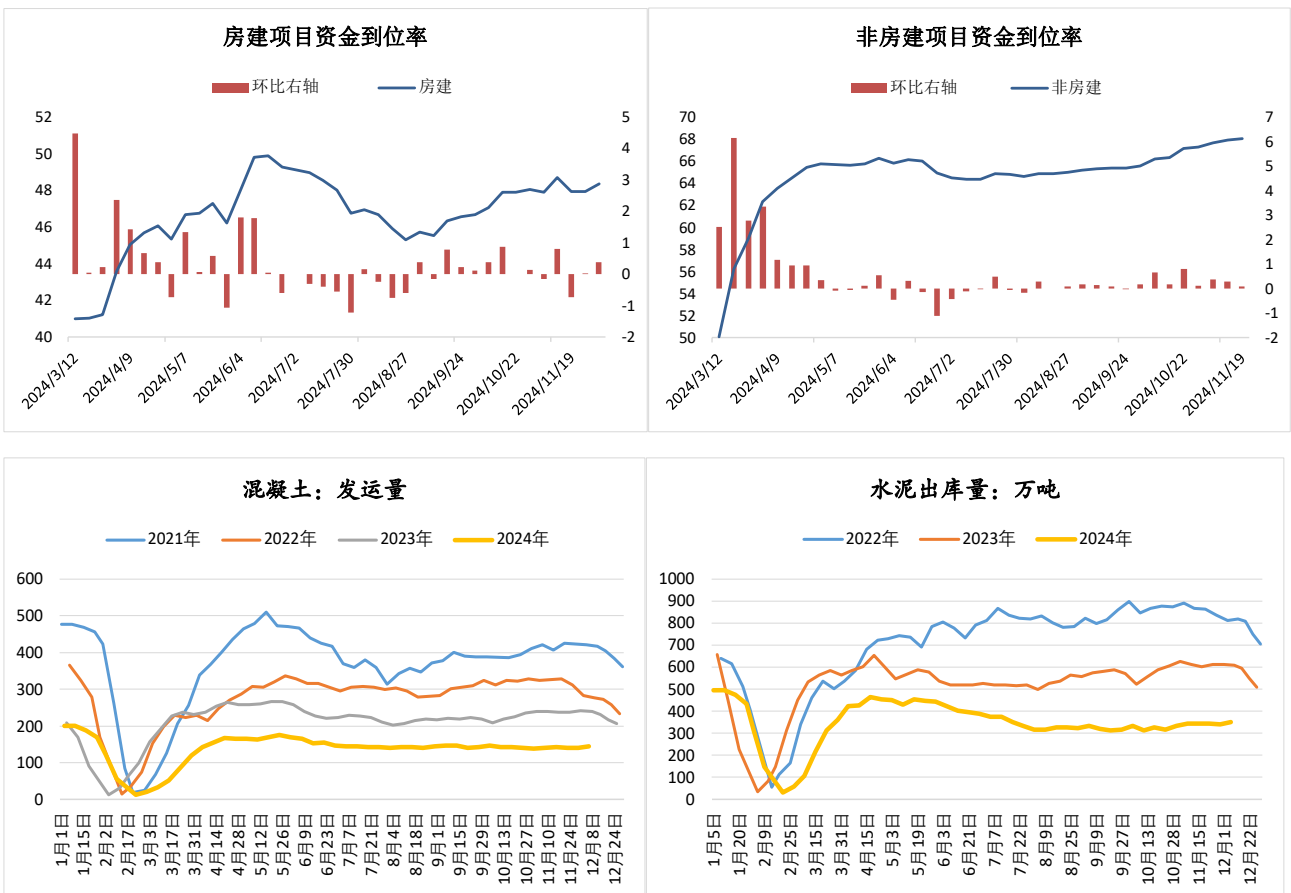 房建项目资金到位率
环比右轴 房建
52
50
48
46
44
42
40
5
4
3
2
1
0
-1
-2
2024/3/12
2024/4/9
2024/5/7
2024/6/4
2024/7/2
2024/7/30
2024/8/27
2024/9/24
2024/10/22
2024/11/19
非房建项目资金到位率
环比右轴 非房建
70
68
66
64
62
60
58
56
54
52
50
7
6
5
4
3
2
1
0
-1
-2
2024/3/12
2024/4/9
2024/5/7
2024/6/4
2024/7/2
2024/7/30
2024/8/27
2024/9/24
2024/10/22
2024/11/19
混凝土：发运量
2021年 2022年 2023年 2024年
600
500
400
300
200
100
0
1月1日
1月15日
2月2日
2月17日
3月3日
3月17日
3月31日
4月14日
4月28日
5月12日
5月26日
6月9日
6月23日
7月7日
7月21日
8月4日
8月18日
9月1日
9月15日
9月29日
10月13日
10月27日
11月10日
11月24日
12月8日
12月24日
水泥出库量：万吨
2022年 2023年 2024年
1000
900
800
700
600
500
400
300
200
100
0
1月5日
1月20日
2月9日
2月25日
3月15日
3月31日
4月15日
4月28日
5月13日
5月26日
6月9日
6月23日
7月7日
7月21日
8月4日
8月25日
9月9日
9月27日
10月13日
10月28日
11月15日
12月1日
12月22日